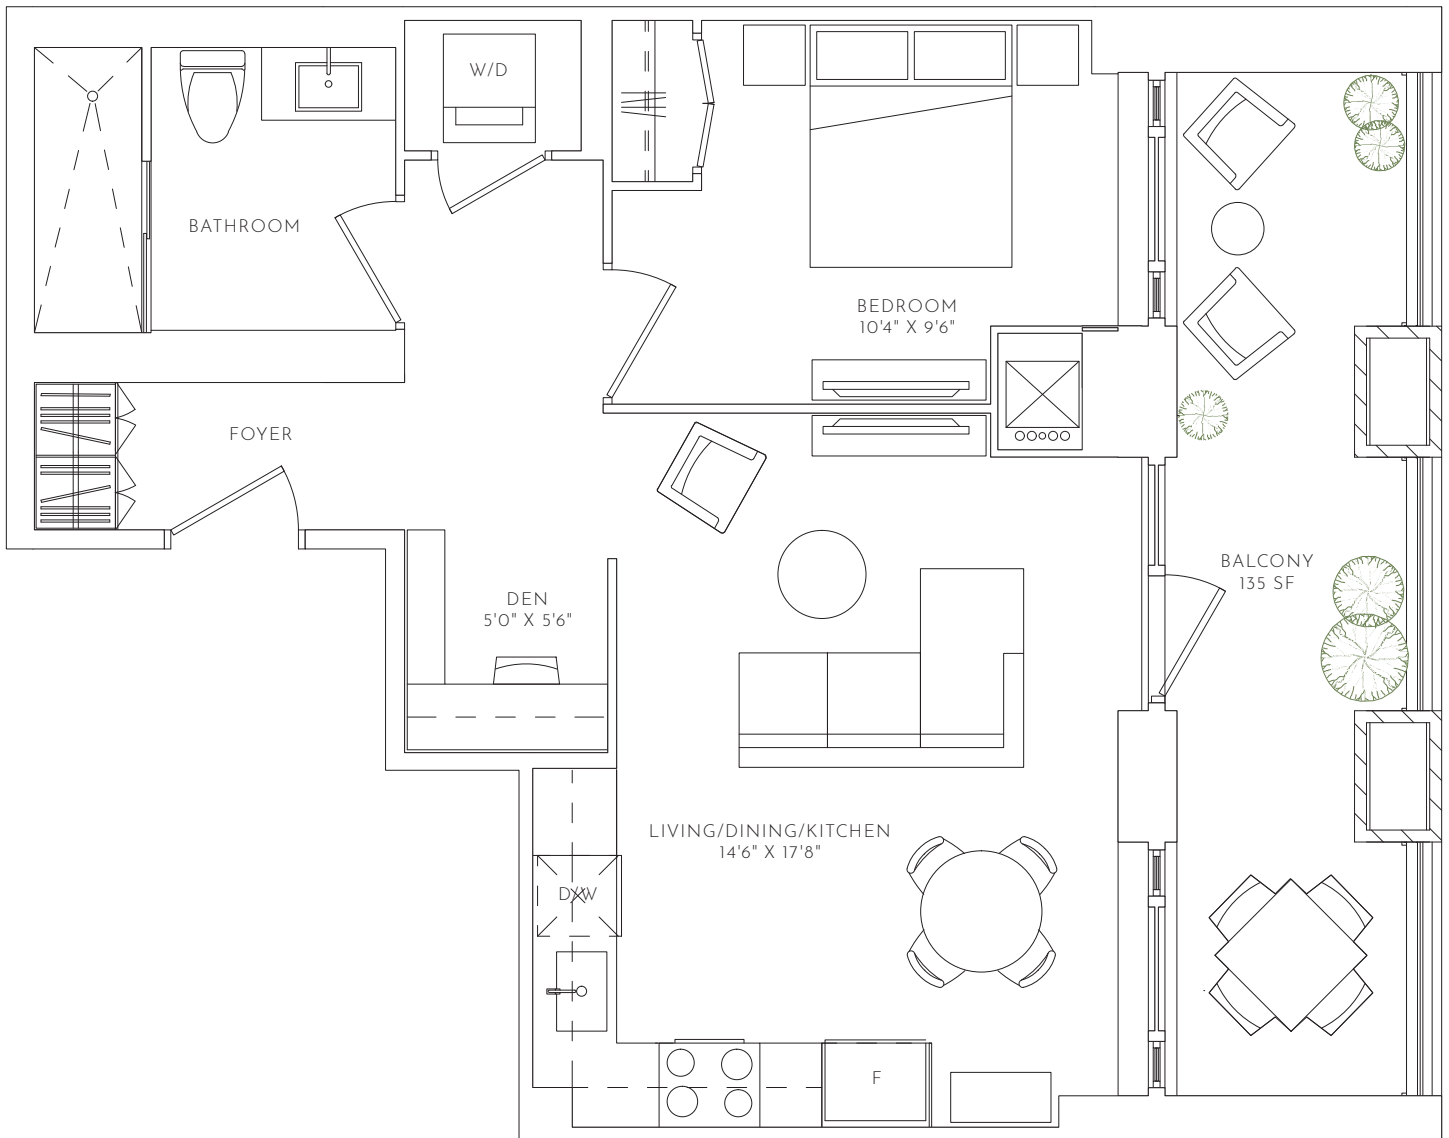 W/D
BATHROOM
BEDROOM
10'4" X 9'6"
FOYER
BALCONY
135 SF
DEN
5'0" X 5'6"
LIVING/DINING/KITCHEN
14'6" X 17'8"
D/W
F